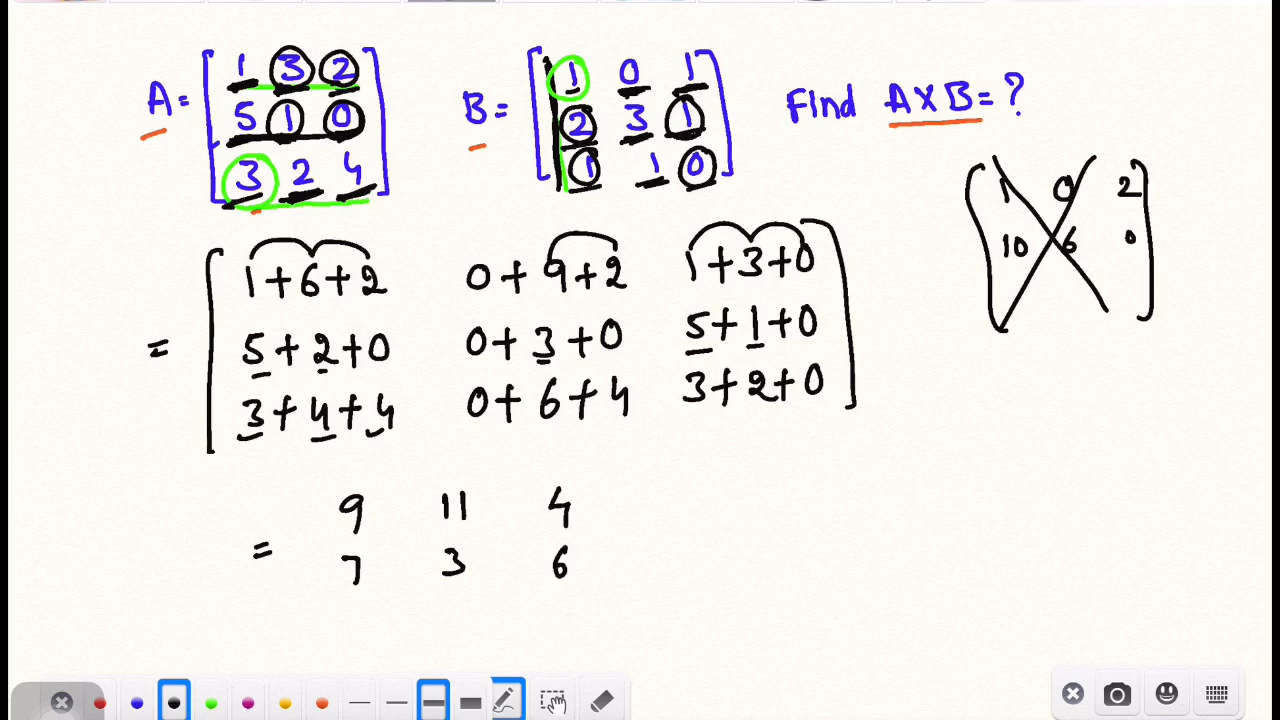 A = [ 1 3 2 B = [ 1 0 1 ] Find A X B = ?
5 1 0 2 3 1
3 2 4 ] 1 1 0
1 0 2
10 6 0
= [ 1+6+2 0+9+2 1+3+0
5+2+0 0+3+0 5+1+0
3+4+4 0+6+4 3+2+0 ]
= 9 11 4
7 3 6